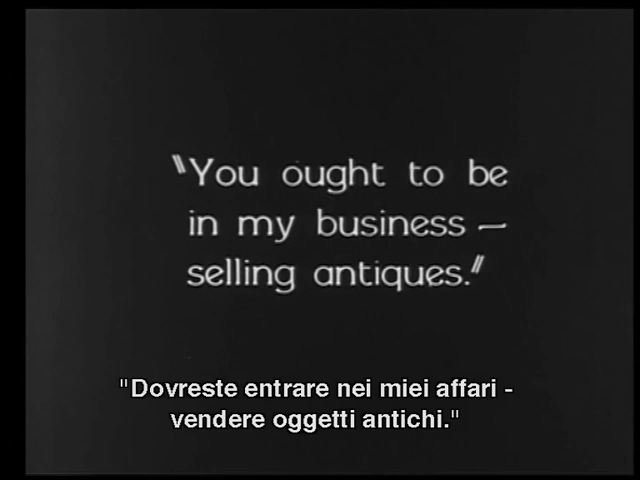 "You ought to be
in my business —
selling antiques."
"Dovreste entrare nei miei affari -
vendere oggetti antichi."